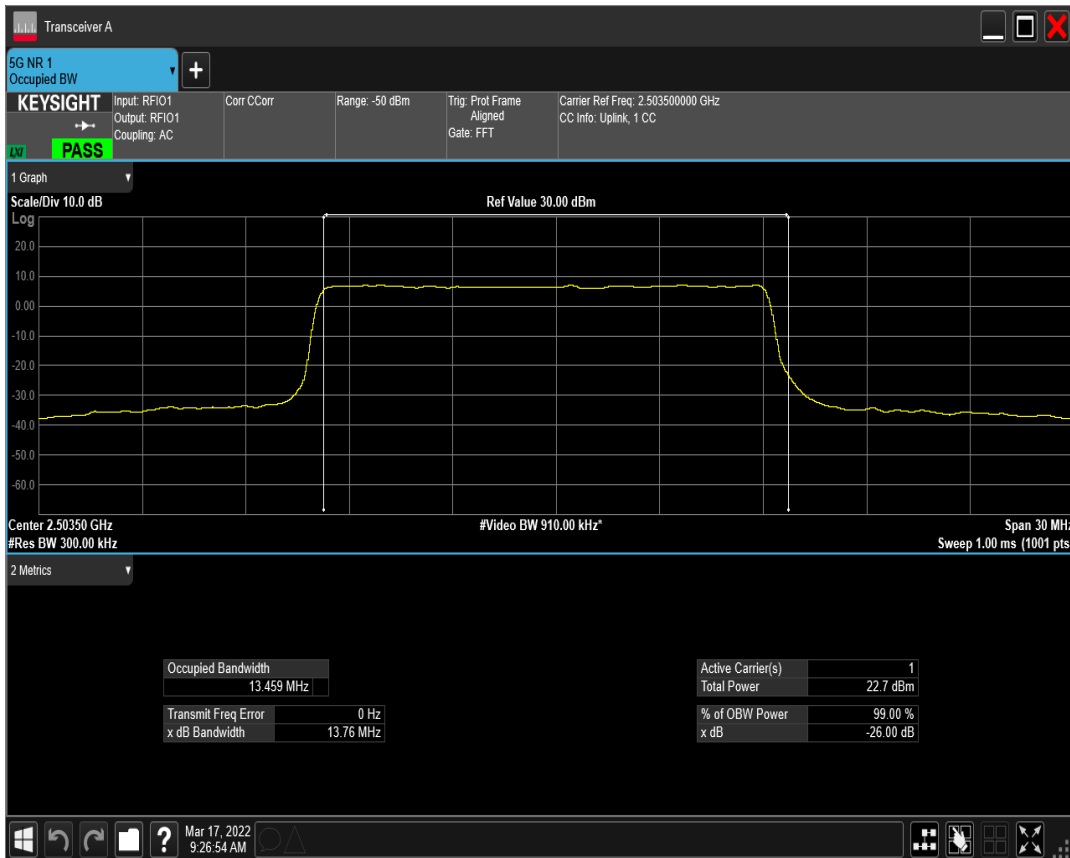 Transceiver A
5G NR 1
Occupied BW
+
KEYSIGHT
LXI
PASS
Input: RFIO1
Output: RFIO1
Coupling: AC
Corr CCorr
Range: -50 dBm
Trig: Prot Frame
Aligned
Gate: FFT
Carrier Ref Freq: 2.503500000 GHz
CC Info: Uplink, 1 CC
1 Graph
Scale/Div 10.0 dB
Ref Value 30.00 dBm
Log
20.0
10.0
0.00
-10.0
-20.0
-30.0
-40.0
-50.0
-60.0
Center 2.50350 GHz
#Video BW 910.00 kHz*
Span 30 MHz
#Res BW 300.00 kHz
Sweep 1.00 ms (1001 pts
2 Metrics
Occupied Bandwidth
13.459 MHz
Transmit Freq Error 0 Hz
x dB Bandwidth 13.76 MHz
Active Carrier(s) 1
Total Power 22.7 dBm
% of OBW Power 99.00 %
x dB -26.00 dB
?
Mar 17, 2022
9:26:54 AM